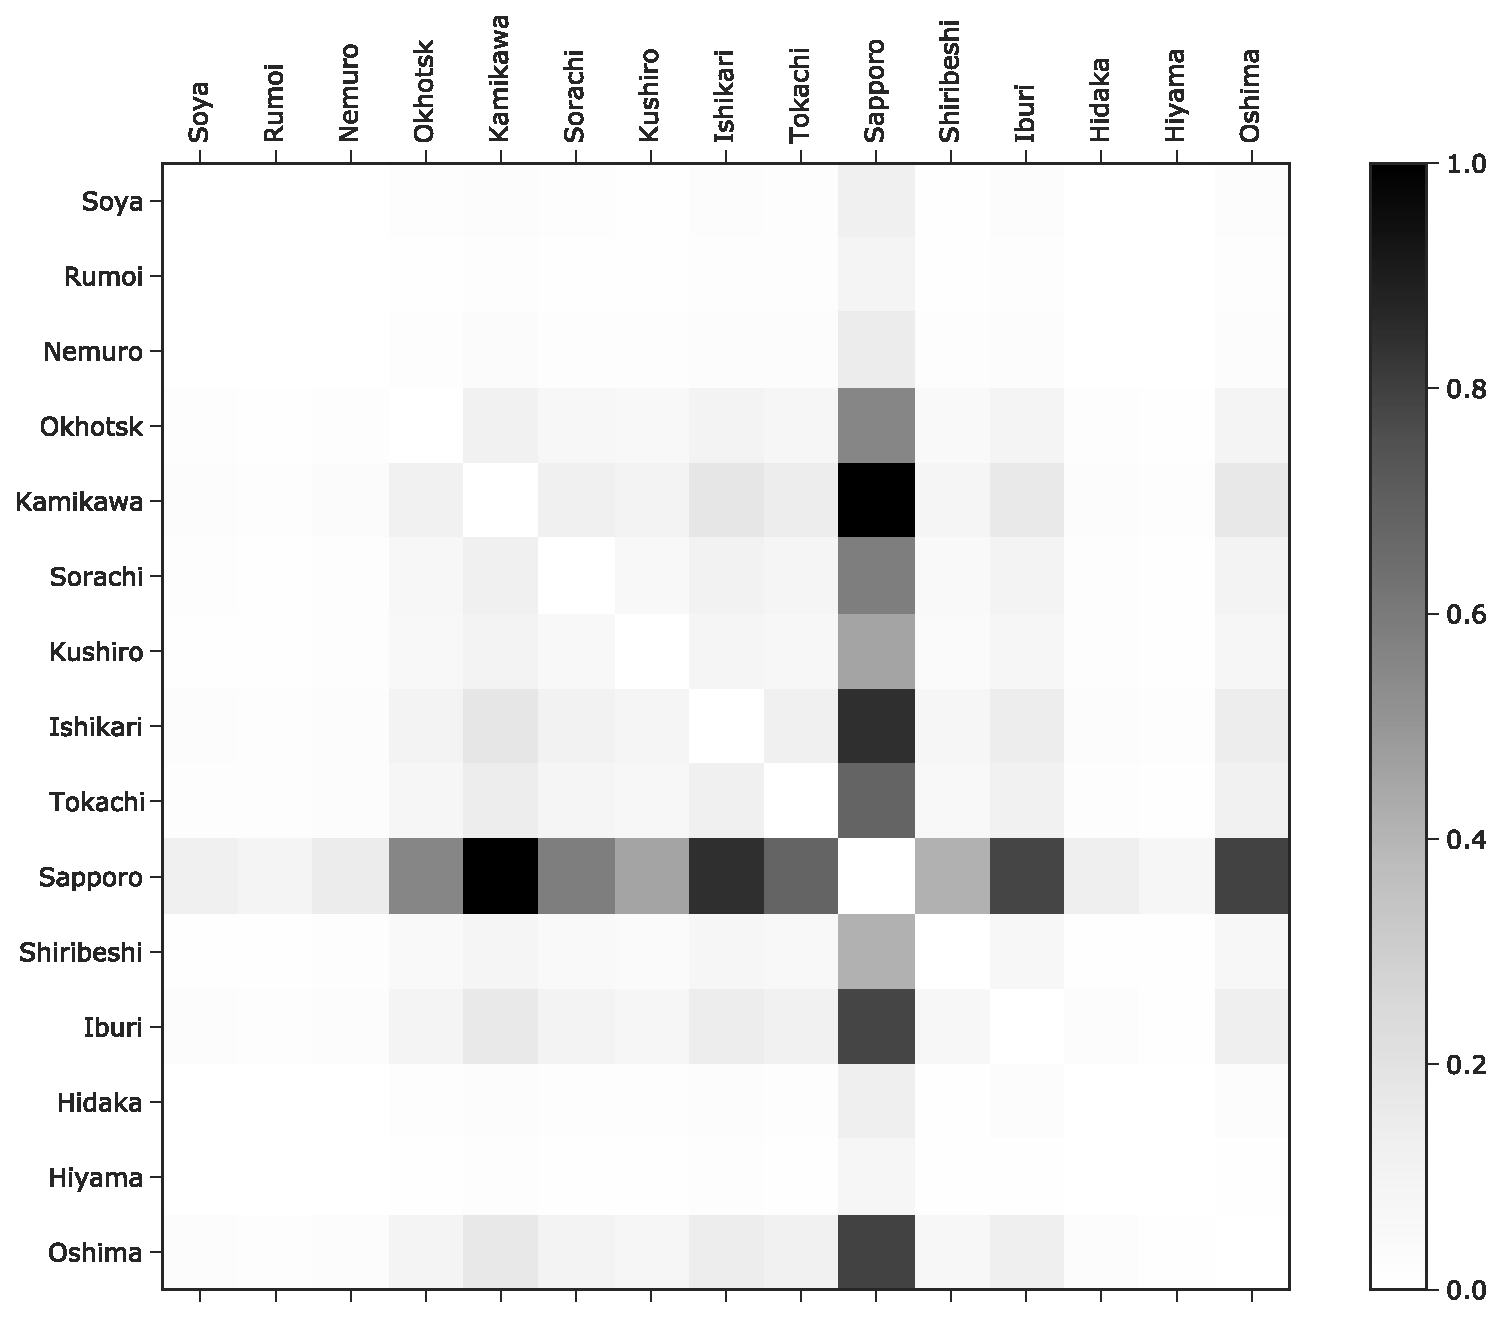 Soya
Rumoi
Nemuro
Okhotsk
Kamikawa
Sorachi
Kushiro
Ishikari
Tokachi
Sapporo
Shiribeshi
Iburi
Hidaka
Hiyama
Oshima
Soya
Rumoi
Nemuro
Okhotsk
Kamikawa
Sorachi
Kushiro
Ishikari
Tokachi
Sapporo
Shiribeshi
Iburi
Hidaka
Hiyama
Oshima
1.0
0.8
0.6
0.4
0.2
0.0